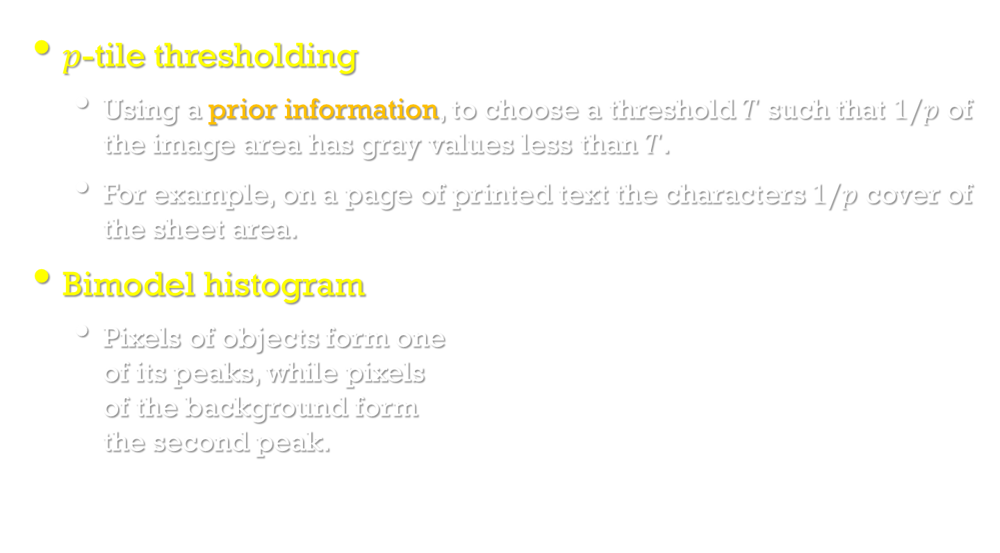 • p-tile thresholding
• Using a prior information, to choose a threshold T such that 1/p of
the image area has gray values less than T.
• For example, on a page of printed text the characters 1/p cover of
the sheet area.
• Bimodel histogram
• Pixels of objects form one
of its peaks, while pixels
of the background form
the second peak.